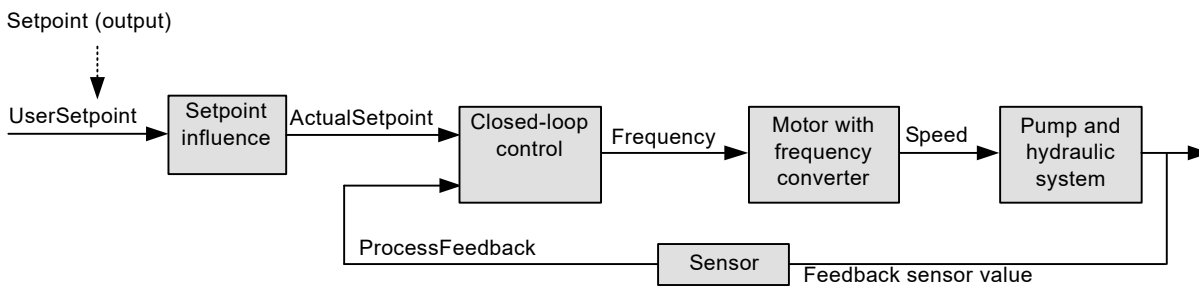 Setpoint (output)
UserSetpoint
Setpoint
influence
ActualSetpoint
Closed-loop
control
Frequency
Motor with
frequency
converter
Speed
Pump and
hydraulic
system
ProcessFeedback
Sensor
Feedback sensor value